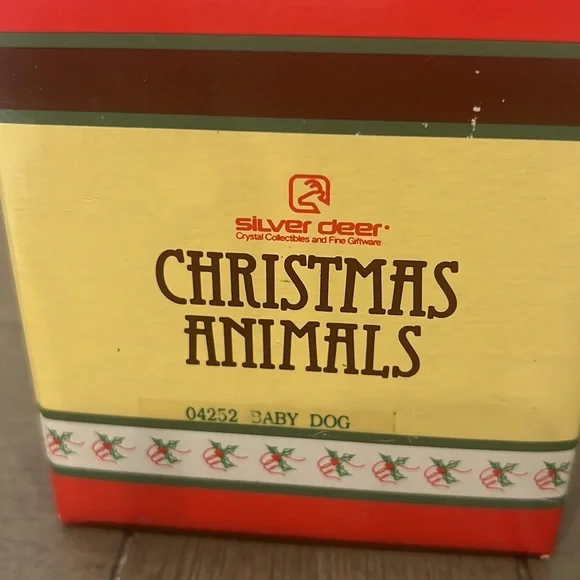 silver deer
Crystal Collectibles and Fine Giftware
CHRISTMAS
ANIMALS
04252 BABY DOG